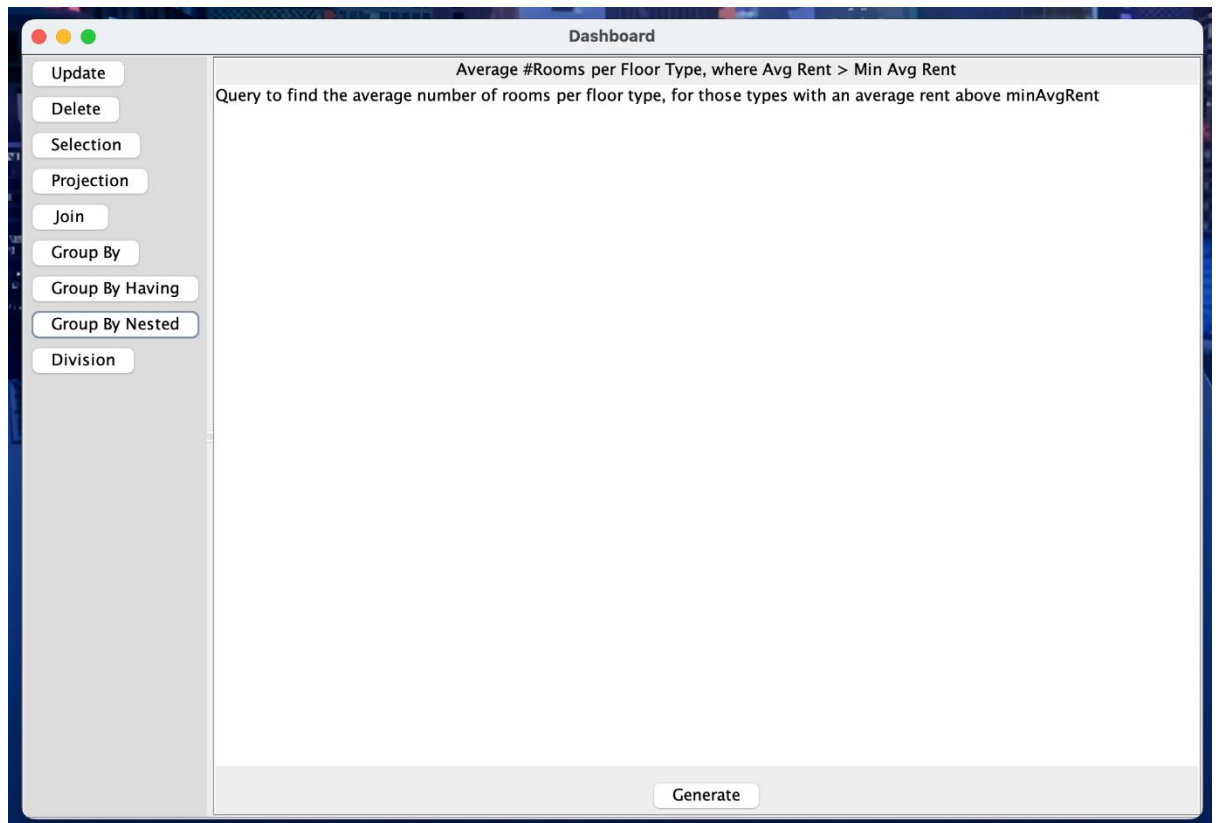 Dashboard
Update
Delete
Selection
Projection
Join
Group By
Group By Having
Group By Nested
Division
Average #Rooms per Floor Type, where Avg Rent > Min Avg Rent
Query to find the average number of rooms per floor type, for those types with an average rent above minAvgRent
Generate